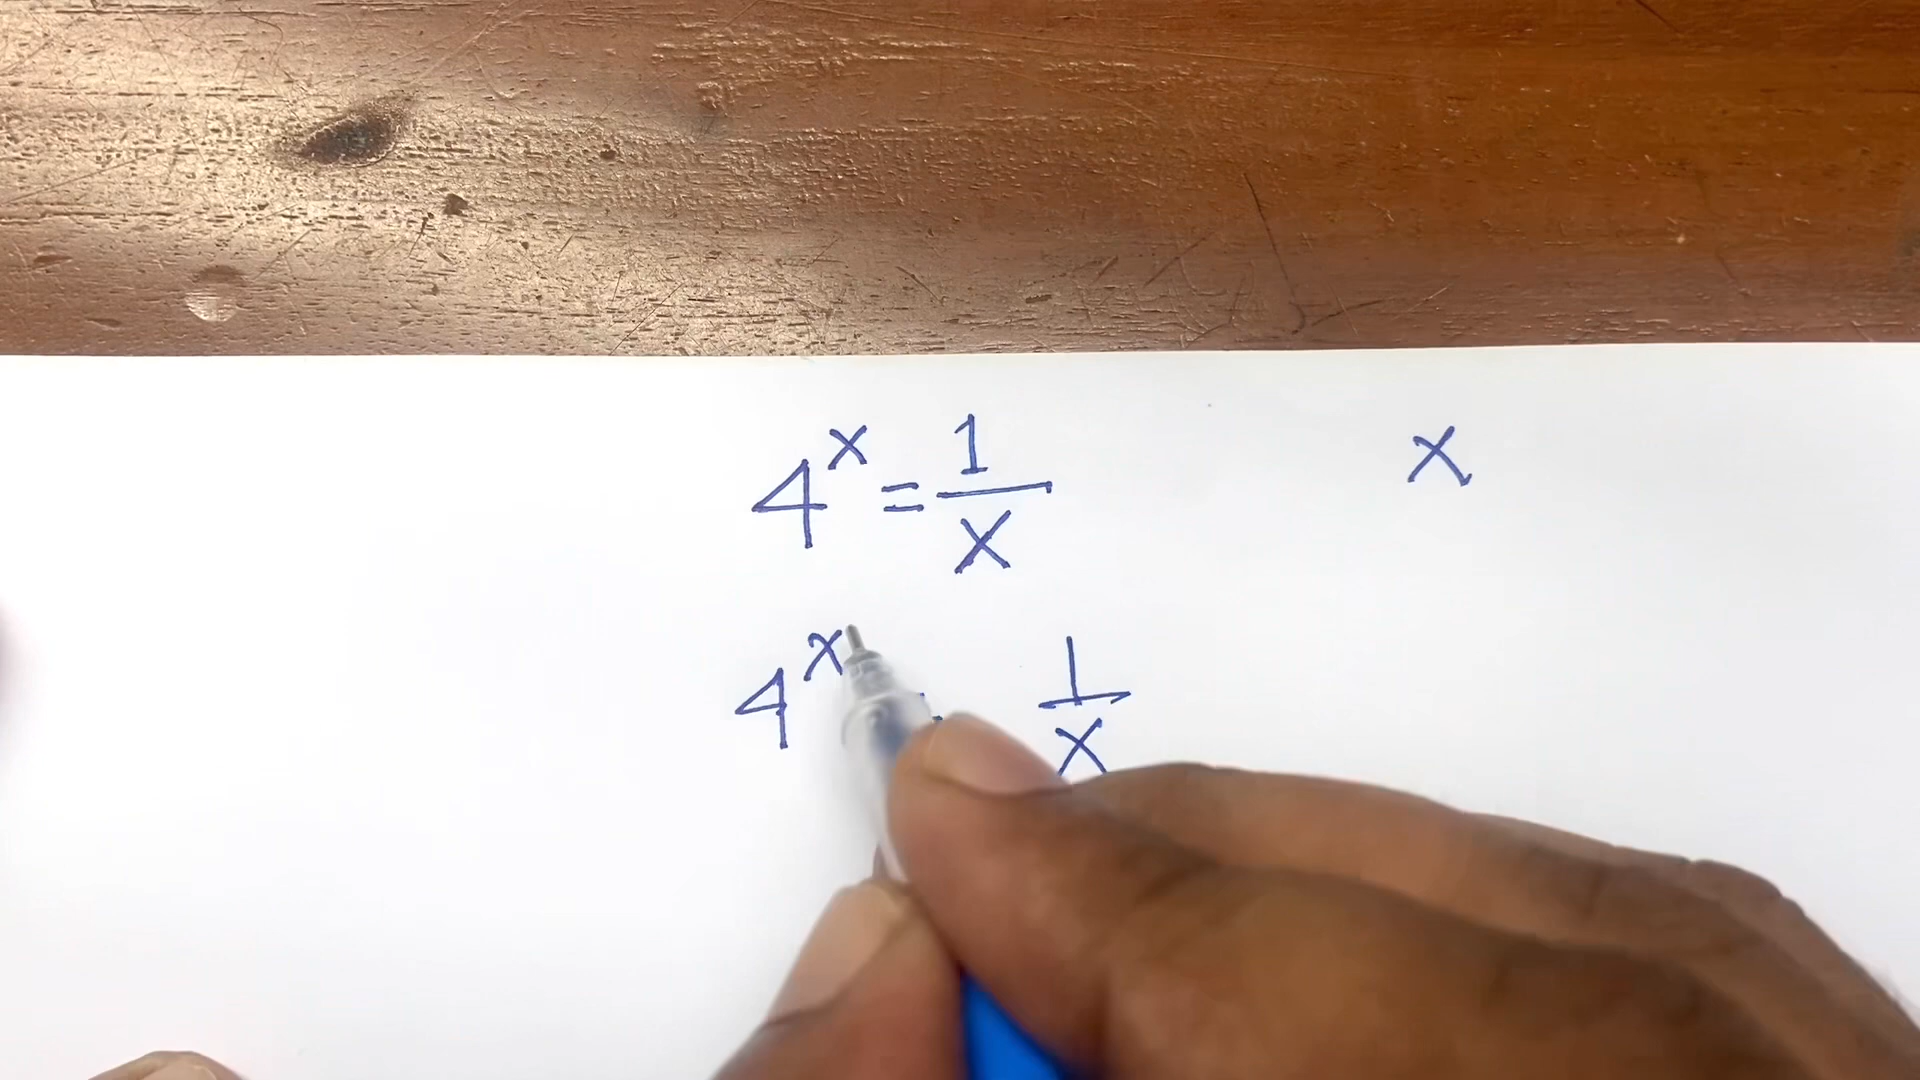 4^x = 1/x x
4^x 1/x